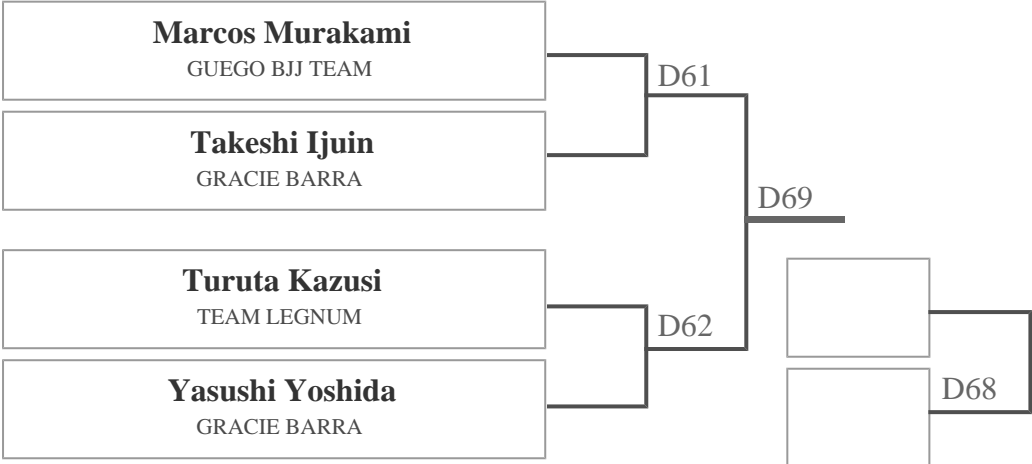 Marcos Murakami
GUEGO BJJ TEAM
D61
Takeshi Ijuin
GRACIE BARRA
D69
Turuta Kazusi
TEAM LEGNUM
D62
Yasushi Yoshida
GRACIE BARRA
D68